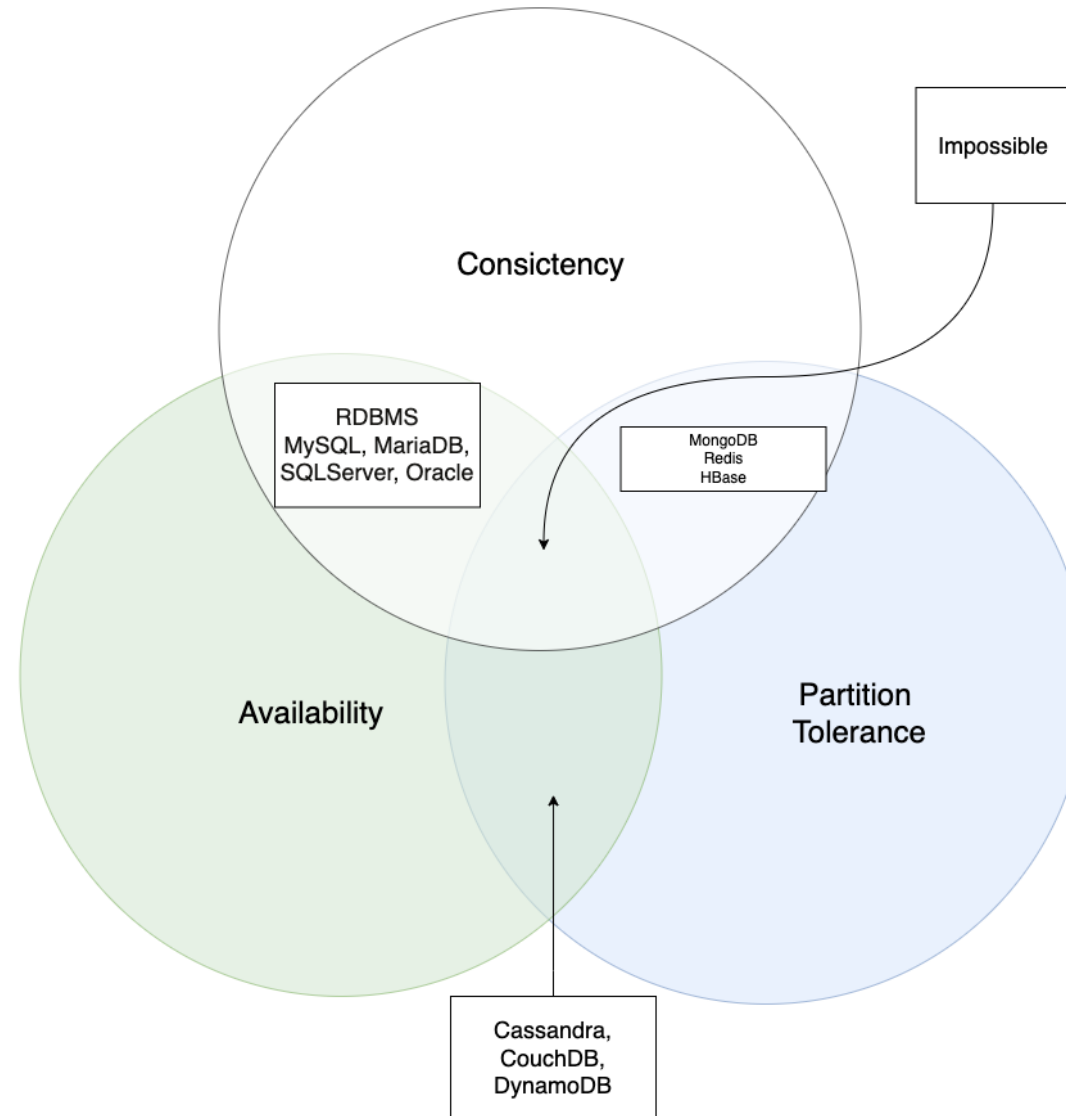 Impossible
Consictency
RDBMS
MySQL, MariaDB,
SQLServer, Oracle
MongoDB
Redis
HBase
Availability
Partition
Tolerance
Cassandra,
CouchDB,
DynamoDB